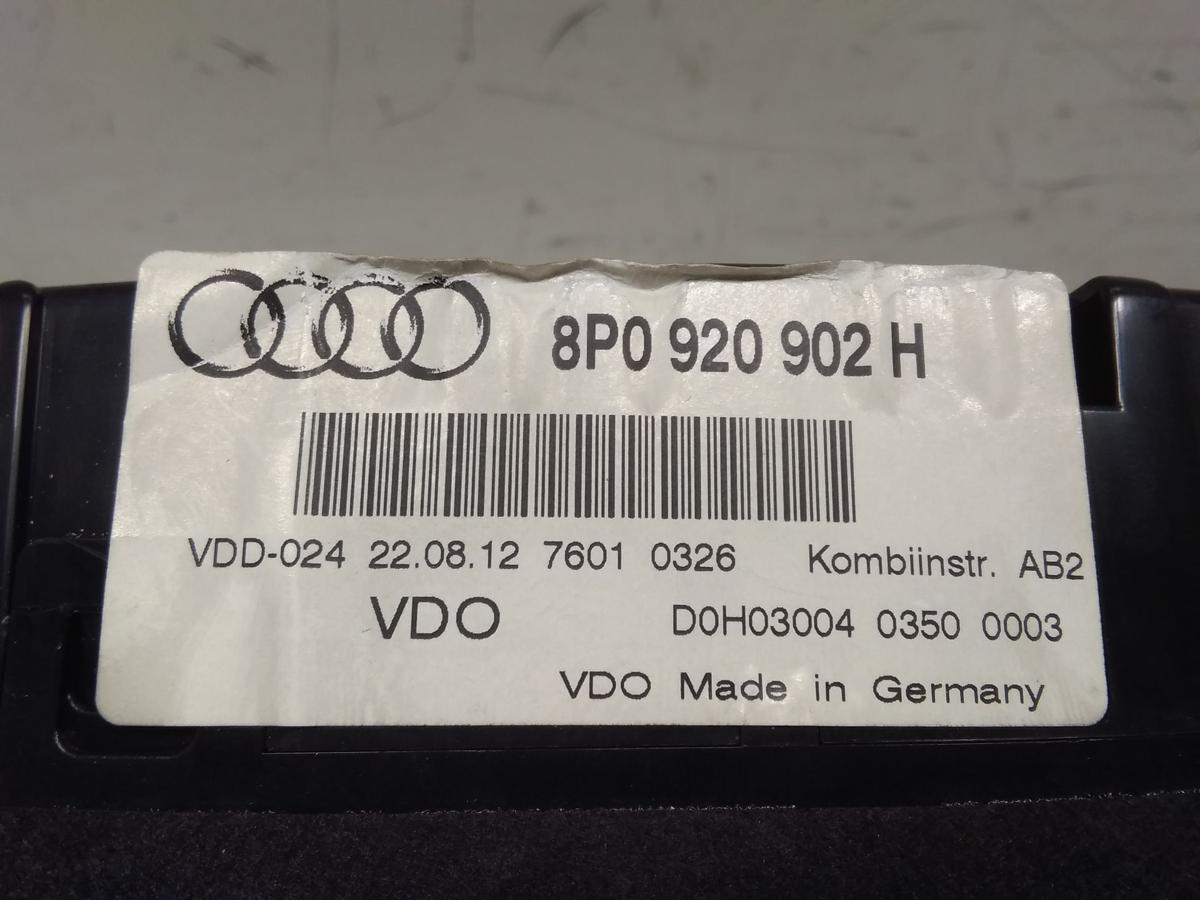 8P0 920 902 H
VDD-024 22.08.12 7601 0326 Kombiinstr. AB2
VDO D0H03004 0350 0003
VDO Made in Germany